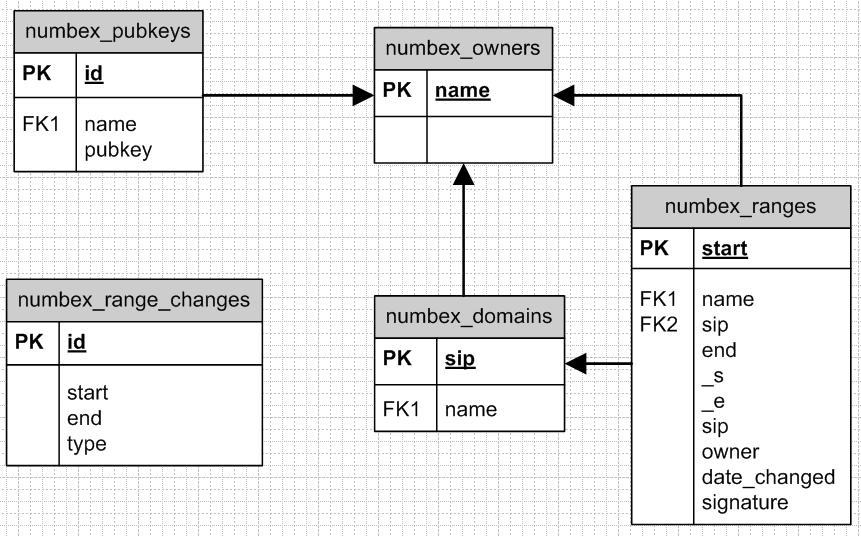 numbex_pubkeys
PK id
FK1 name
pubkey
numbex_owners
PK name
numbex_ranges
PK start
FK1 name
FK2 sip
end
_s
_e
sip
owner
date_changed
signature
numbex_range_changes
PK id
start
end
type
numbex_domains
PK sip
FK1 name